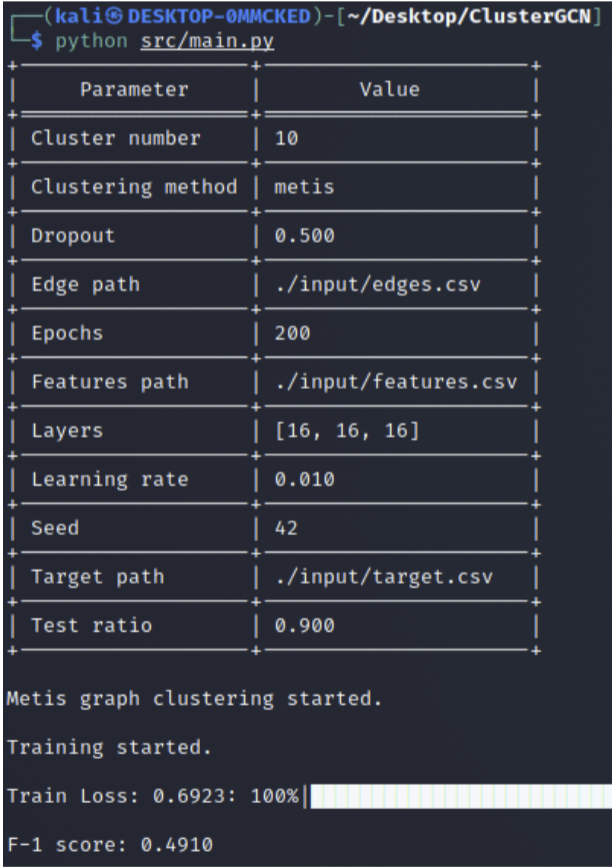 (kali㉿DESKTOP-0MMCKED)-[~/Desktop/ClusterGCN]
$ python src/main.py
Parameter | Value
Cluster number | 10
Clustering method | metis
Dropout | 0.500
Edge path | ./input/edges.csv
Epochs | 200
Features path | ./input/features.csv
Layers | [16, 16, 16]
Learning rate | 0.010
Seed | 42
Target path | ./input/target.csv
Test ratio | 0.900
Metis graph clustering started.
Training started.
Train Loss: 0.6923: 100%|
F-1 score: 0.4910